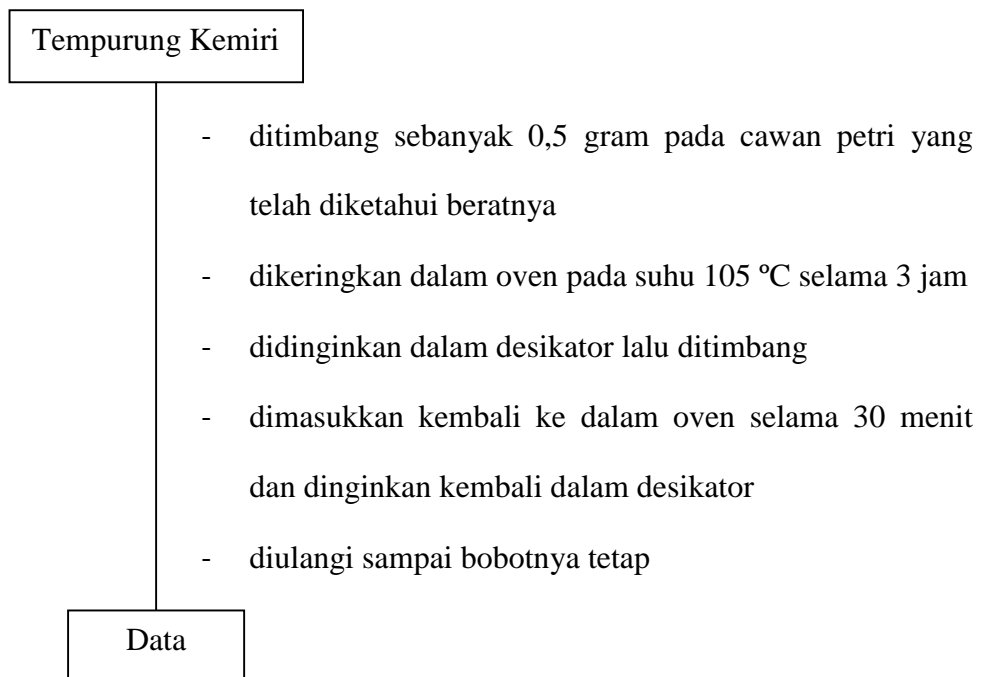 Tempurung Kemiri
- ditimbang sebanyak 0,5 gram pada cawan petri yang
telah diketahui beratnya
- dikeringkan dalam oven pada suhu 105 ºC selama 3 jam
- didinginkan dalam desikator lalu ditimbang
- dimasukkan kembali ke dalam oven selama 30 menit
dan dinginkan kembali dalam desikator
- diulangi sampai bobotnya tetap
Data